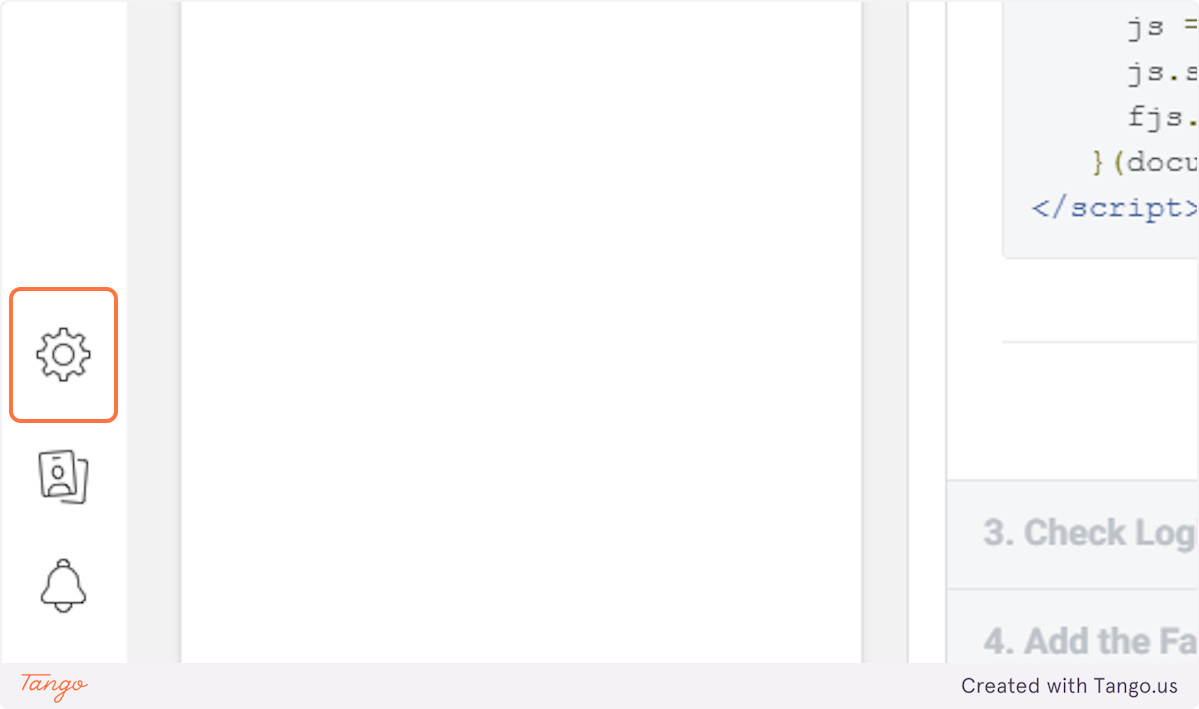 js =
js.s
fjs.
}(docu
</script>
3. Check Log
4. Add the Fa
Tango
Created with Tango.us